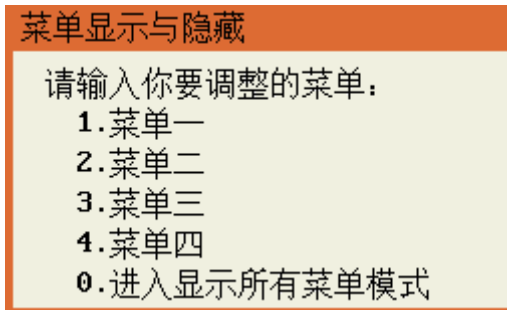 菜单显示与隐藏
请输入你要调整的菜单：
1.菜单一
2.菜单二
3.菜单三
4.菜单四
0.进入显示所有菜单模式